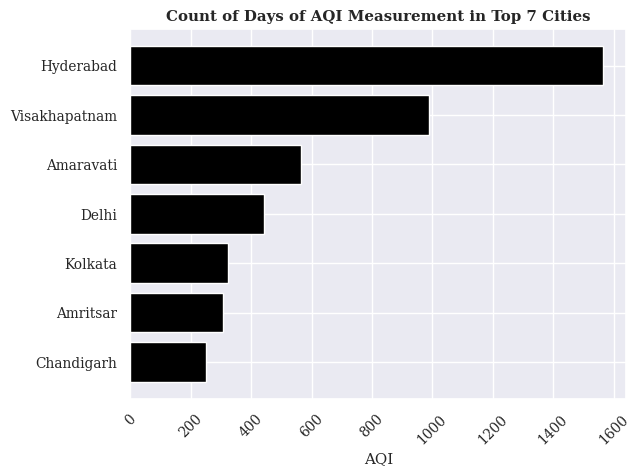 Count of Days of AQI Measurement in Top 7 Cities
Hyderabad
Visakhapatnam
Amaravati
Delhi
Kolkata
Amritsar
Chandigarh
0 200 400 600 800 1000 1200 1400 1600
AQI